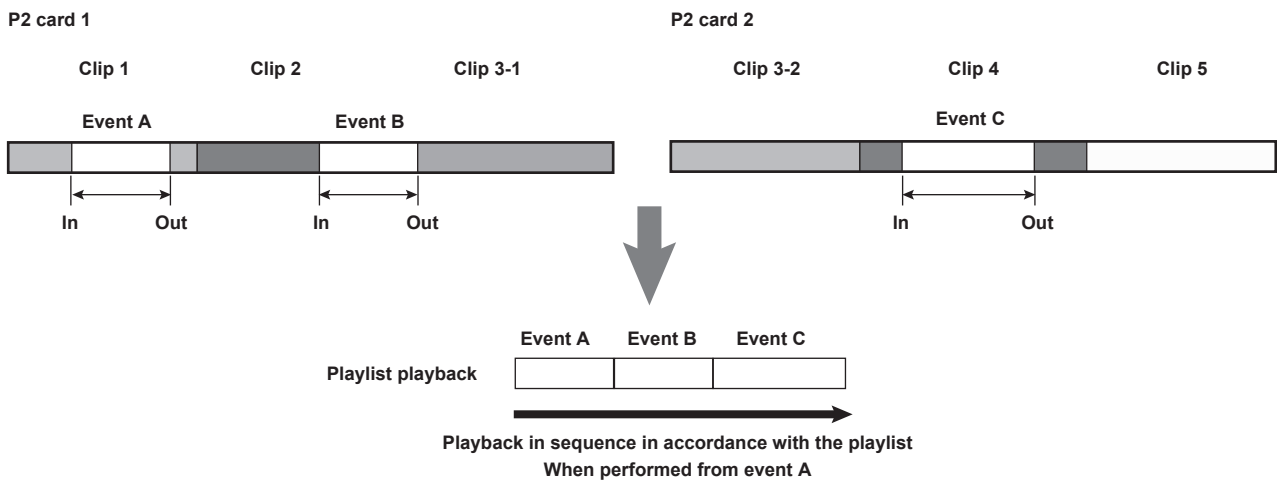 P2 card 1
Clip 1
Clip 2
Clip 3-1
Event A
Event B
In
Out
In
Out
P2 card 2
Clip 3-2
Clip 4
Clip 5
Event C
In
Out
Event A
Event B
Event C
Playlist playback
Playback in sequence in accordance with the playlist
When performed from event A